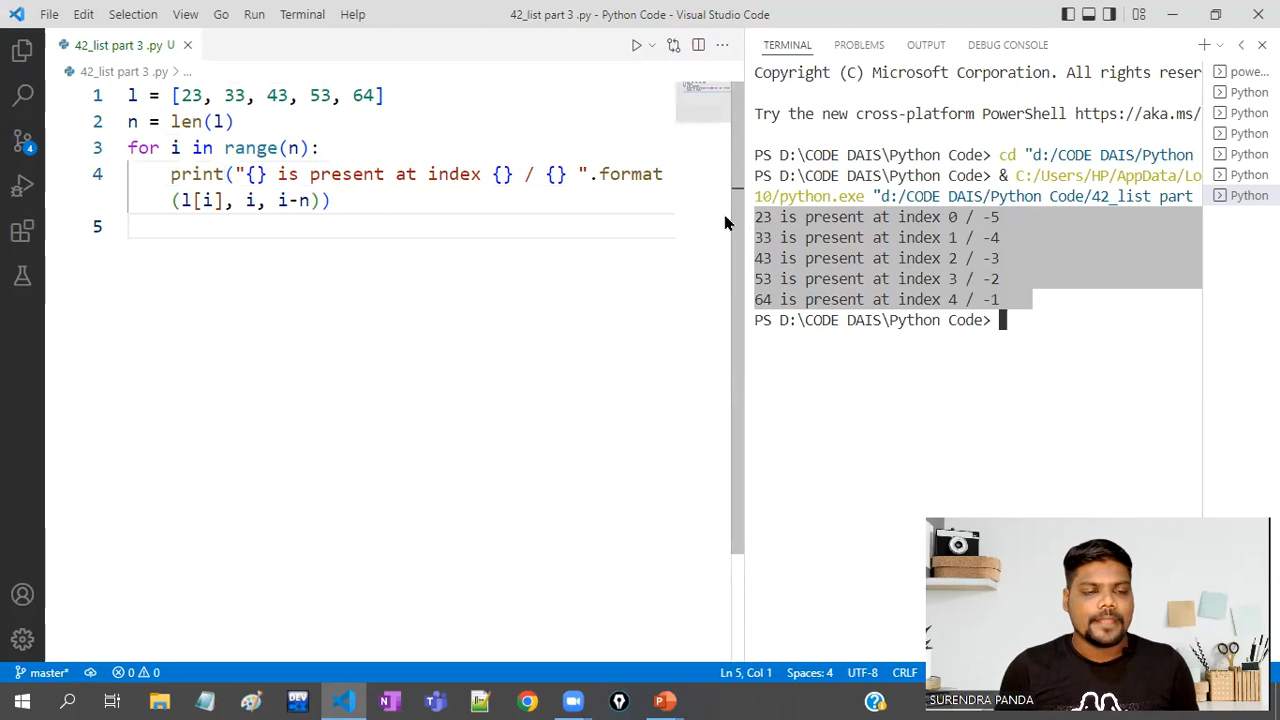 File Edit Selection View Go Run Terminal Help 42_list part 3 .py - Python Code - Visual Studio Code
42_list part 3 .py U
42_list part 3 .py > ...
1 l = [23, 33, 43, 53, 64]
2 n = len(l)
3 for i in range(n):
4 print("{} is present at index {} / {} ".format
(l[i], i, i-n))
5
TERMINAL PROBLEMS OUTPUT DEBUG CONSOLE
Copyright (C) Microsoft Corporation. All rights reser
Try the new cross-platform PowerShell https://aka.ms/
PS D:\CODE DAIS\Python Code> cd "d:/CODE DAIS/Python
PS D:\CODE DAIS\Python Code> & C:/Users/HP/AppData/Lo
10/python.exe "d:/CODE DAIS/Python Code/42_list part
23 is present at index 0 / -5
33 is present at index 1 / -4
43 is present at index 2 / -3
53 is present at index 3 / -2
64 is present at index 4 / -1
PS D:\CODE DAIS\Python Code>
powe...
Python
Python
Python
Python
Python
Python
4
SURENDRA PANDA
master* 0 0 Ln 5, Col 1 Spaces: 4 UTF-8 CRLF
DEV